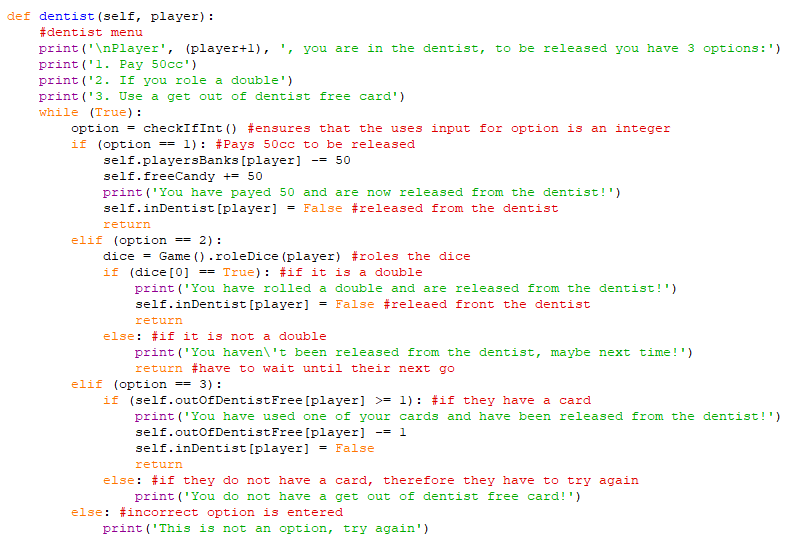 def dentist(self, player):
    #dentist menu
    print('\nPlayer', (player+1), ', you are in the dentist, to be released you have 3 options:')
    print('1. Pay 50cc')
    print('2. If you role a double')
    print('3. Use a get out of dentist free card')
    while (True):
        option = checkIfInt() #ensures that the uses input for option is an integer
        if (option == 1): #Pays 50cc to be released
            self.playersBanks[player] -= 50
            self.freeCandy += 50
            print('You have payed 50 and are now released from the dentist!')
            self.inDentist[player] = False #released from the dentist
            return
        elif (option == 2):
            dice = Game().roleDice(player) #roles the dice
            if (dice[0] == True): #if it is a double
                print('You have rolled a double and are released from the dentist!')
                self.inDentist[player] = False #releaed front the dentist
                return
            else: #if it is not a double
                print('You haven\'t been released from the dentist, maybe next time!')
                return #have to wait until their next go
        elif (option == 3):
            if (self.outOfDentistFree[player] >= 1): #if they have a card
                print('You have used one of your cards and have been released from the dentist!')
                self.outOfDentistFree[player] -= 1
                self.inDentist[player] = False
                return
            else: #if they do not have a card, therefore they have to try again
                print('You do not have a get out of dentist free card!')
        else: #incorrect option is entered
            print('This is not an option, try again')